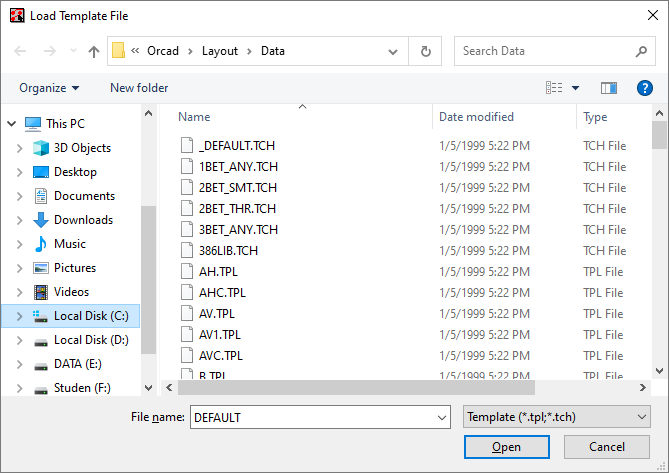 Load Template File
« Orcad > Layout > Data
Search Data
Organize New folder ?
This PC
3D Objects
Desktop
Documents
Downloads
Music
Pictures
Videos
Local Disk (C:)
Local Disk (D:)
DATA (E:)
Studen (F:)
Name Date modified Type
_DEFAULT.TCH 1/5/1999 5:22 PM TCH File
1BET_ANY.TCH 1/5/1999 5:22 PM TCH File
2BET_SMT.TCH 1/5/1999 5:22 PM TCH File
2BET_THR.TCH 1/5/1999 5:22 PM TCH File
3BET_ANY.TCH 1/5/1999 5:22 PM TCH File
386LIB.TCH 1/5/1999 5:22 PM TCH File
AH.TPL 1/5/1999 5:22 PM TPL File
AHC.TPL 1/5/1999 5:22 PM TPL File
AV.TPL 1/5/1999 5:22 PM TPL File
AV1.TPL 1/5/1999 5:22 PM TPL File
AVC.TPL 1/5/1999 5:22 PM TPL File
B.TPL 1/5/1999 5:22 PM TPL File
File name: DEFAULT Template (*.tpl;*.tch)
Open Cancel